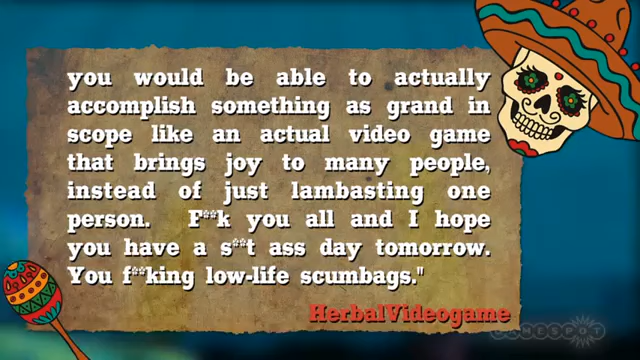 you would be able to actually
accomplish something as grand in
scope like an actual video game
that brings joy to many people,
instead of just lambasting one
person. F**k you all and I hope
you have a s**t ass day tomorrow.
You f**king low-life scumbags."
HerbalVideogame
GAMESPOT